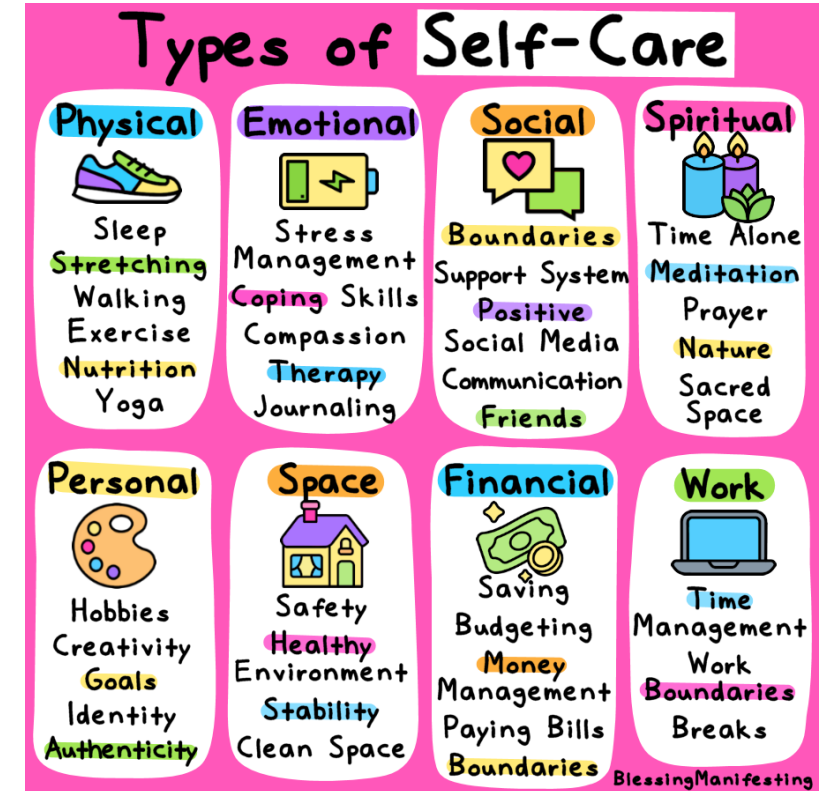 Types of Self-Care
Physical
Sleep
Stretching
Walking
Exercise
Nutrition
Yoga
Emotional
Stress
Management
Coping Skills
Compassion
Therapy
Journaling
Social
Boundaries
Support System
Positive
Social Media
Communication
Friends
Spiritual
Time Alone
Meditation
Prayer
Nature
Sacred
Space
Personal
Hobbies
Creativity
Goals
Identity
Authenticity
Space
Safety
Healthy
Environment
Stability
Clean Space
Financial
Saving
Budgeting
Money
Management
Paying Bills
Boundaries
Work
Time
Management
Work
Boundaries
Breaks
BlessingManifesting